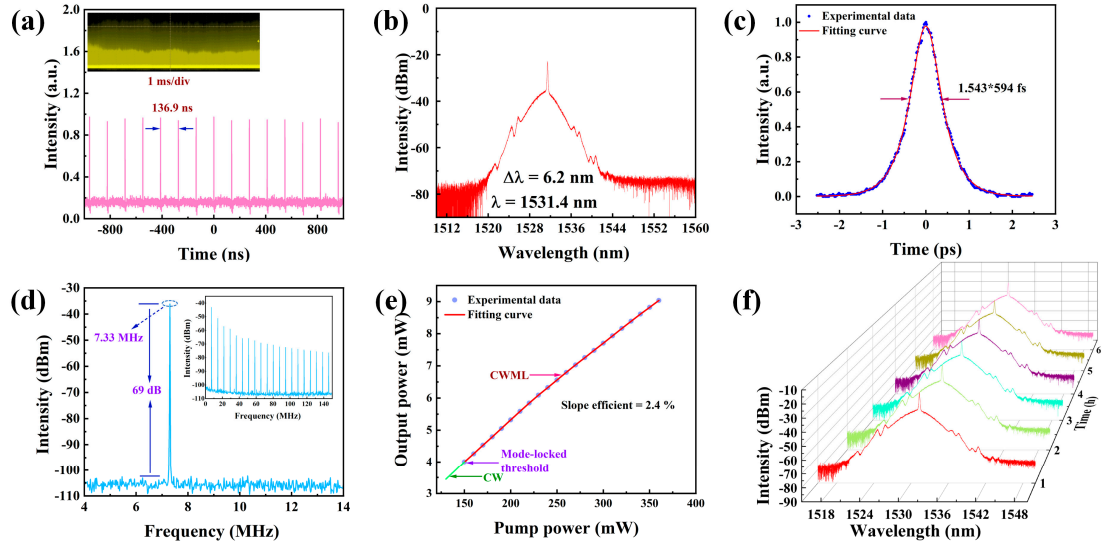 (a)
2.0
1.6
1.2
0.8
0.4
0.0
Intensity (a.u.)
1 ms/div
136.9 ns
-800 -400 0 400 800
Time (ns)
(b)
0
-20
-40
-60
-80
Intensity (dBm)
Δλ = 6.2 nm
λ = 1531.4 nm
1512 1520 1528 1536 1544 1552 1560
Wavelength (nm)
(c)
1.0
0.8
0.6
0.4
0.2
0.0
Intensity (a.u.)
Experimental data
Fitting curve
1.543*594 fs
-3 -2 -1 0 1 2 3
Time (ps)
(d)
-30
-40
-50
-60
-70
-80
-90
-100
-110
Intensity (dBm)
7.33 MHz
69 dB
-40
-50
-60
-70
-80
-90
-100
-110
Intensity (dBm)
0 20 40 60 80 100 120 140
Frequency (MHz)
4 6 8 10 12 14
Frequency (MHz)
(e)
9
8
7
6
5
4
3
Output power (mW)
Experimental data
Fitting curve
CWML
Slope efficient = 2.4 %
Mode-locked
threshold
CW
150 200 250 300 350 400
Pump power (mW)
(f)
-10
-20
-30
-40
-50
-60
-70
-80
-90
Intensity (dBm)
1518 1524 1530 1536 1542 1548
Wavelength (nm)
1
2
3
4
5
6
Time (h)